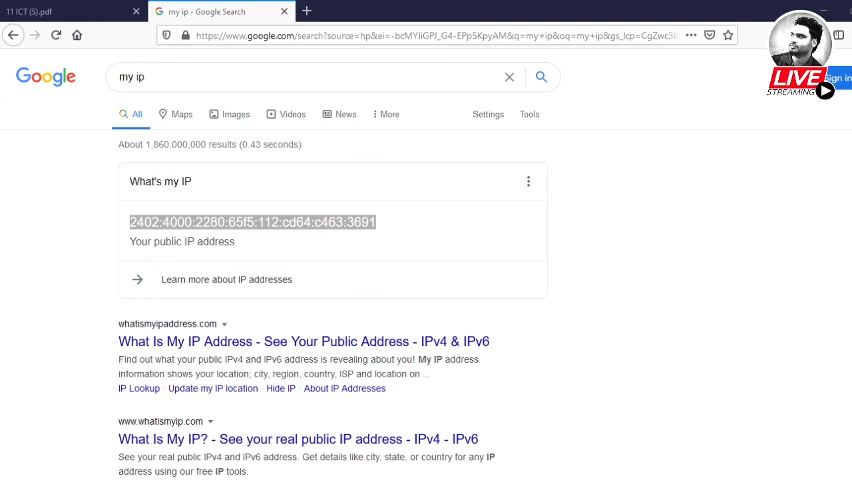 11 ICT (S).pdf
my ip - Google Search
https://www.google.com/search?source=hp&ei=-bcMYIiGPJ_G4-EPp5KpyAM&q=my+ip&oq=my+ip&gs_lcp=CgZwc3
LIVE
STREAMING
Sign in
Google
my ip
All
Maps
Images
Videos
News
More
Settings
Tools
About 1,860,000,000 results (0.43 seconds)
What's my IP
2402:4000:2280:65f5:112:cd64:c463:3691
Your public IP address
Learn more about IP addresses
whatismyipaddress.com
What Is My IP Address - See Your Public Address - IPv4 & IPv6
Find out what your public IPv4 and IPv6 address is revealing about you! My IP address
information shows your location; city, region, country, ISP and location on ...
IP Lookup · Update my IP location · Hide IP · About IP Addresses
www.whatismyip.com
What Is My IP? - See your real public IP address - IPv4 - IPv6
See your real public IPv4 and IPv6 address. Get details like city, state, or country for any IP
address using our free IP tools.